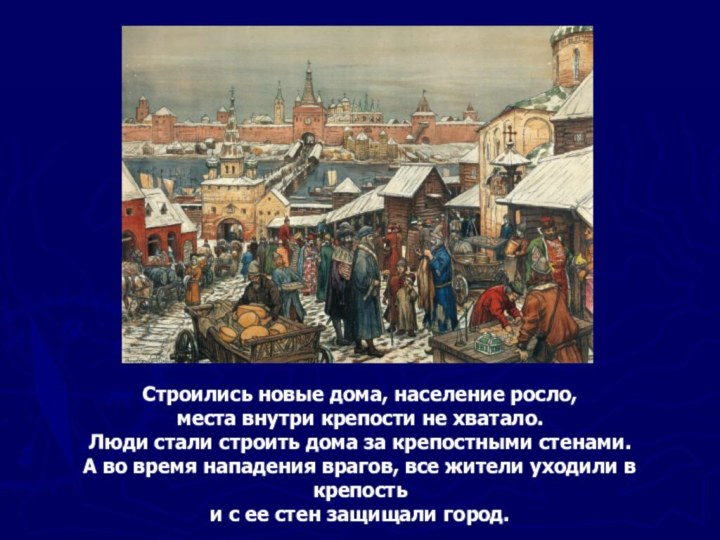 Строились новые дома, население росло,
места внутри крепости не хватало.
Люди стали строить дома за крепостными стенами.
А во время нападения врагов, все жители уходили в
крепость
и с ее стен защищали город.